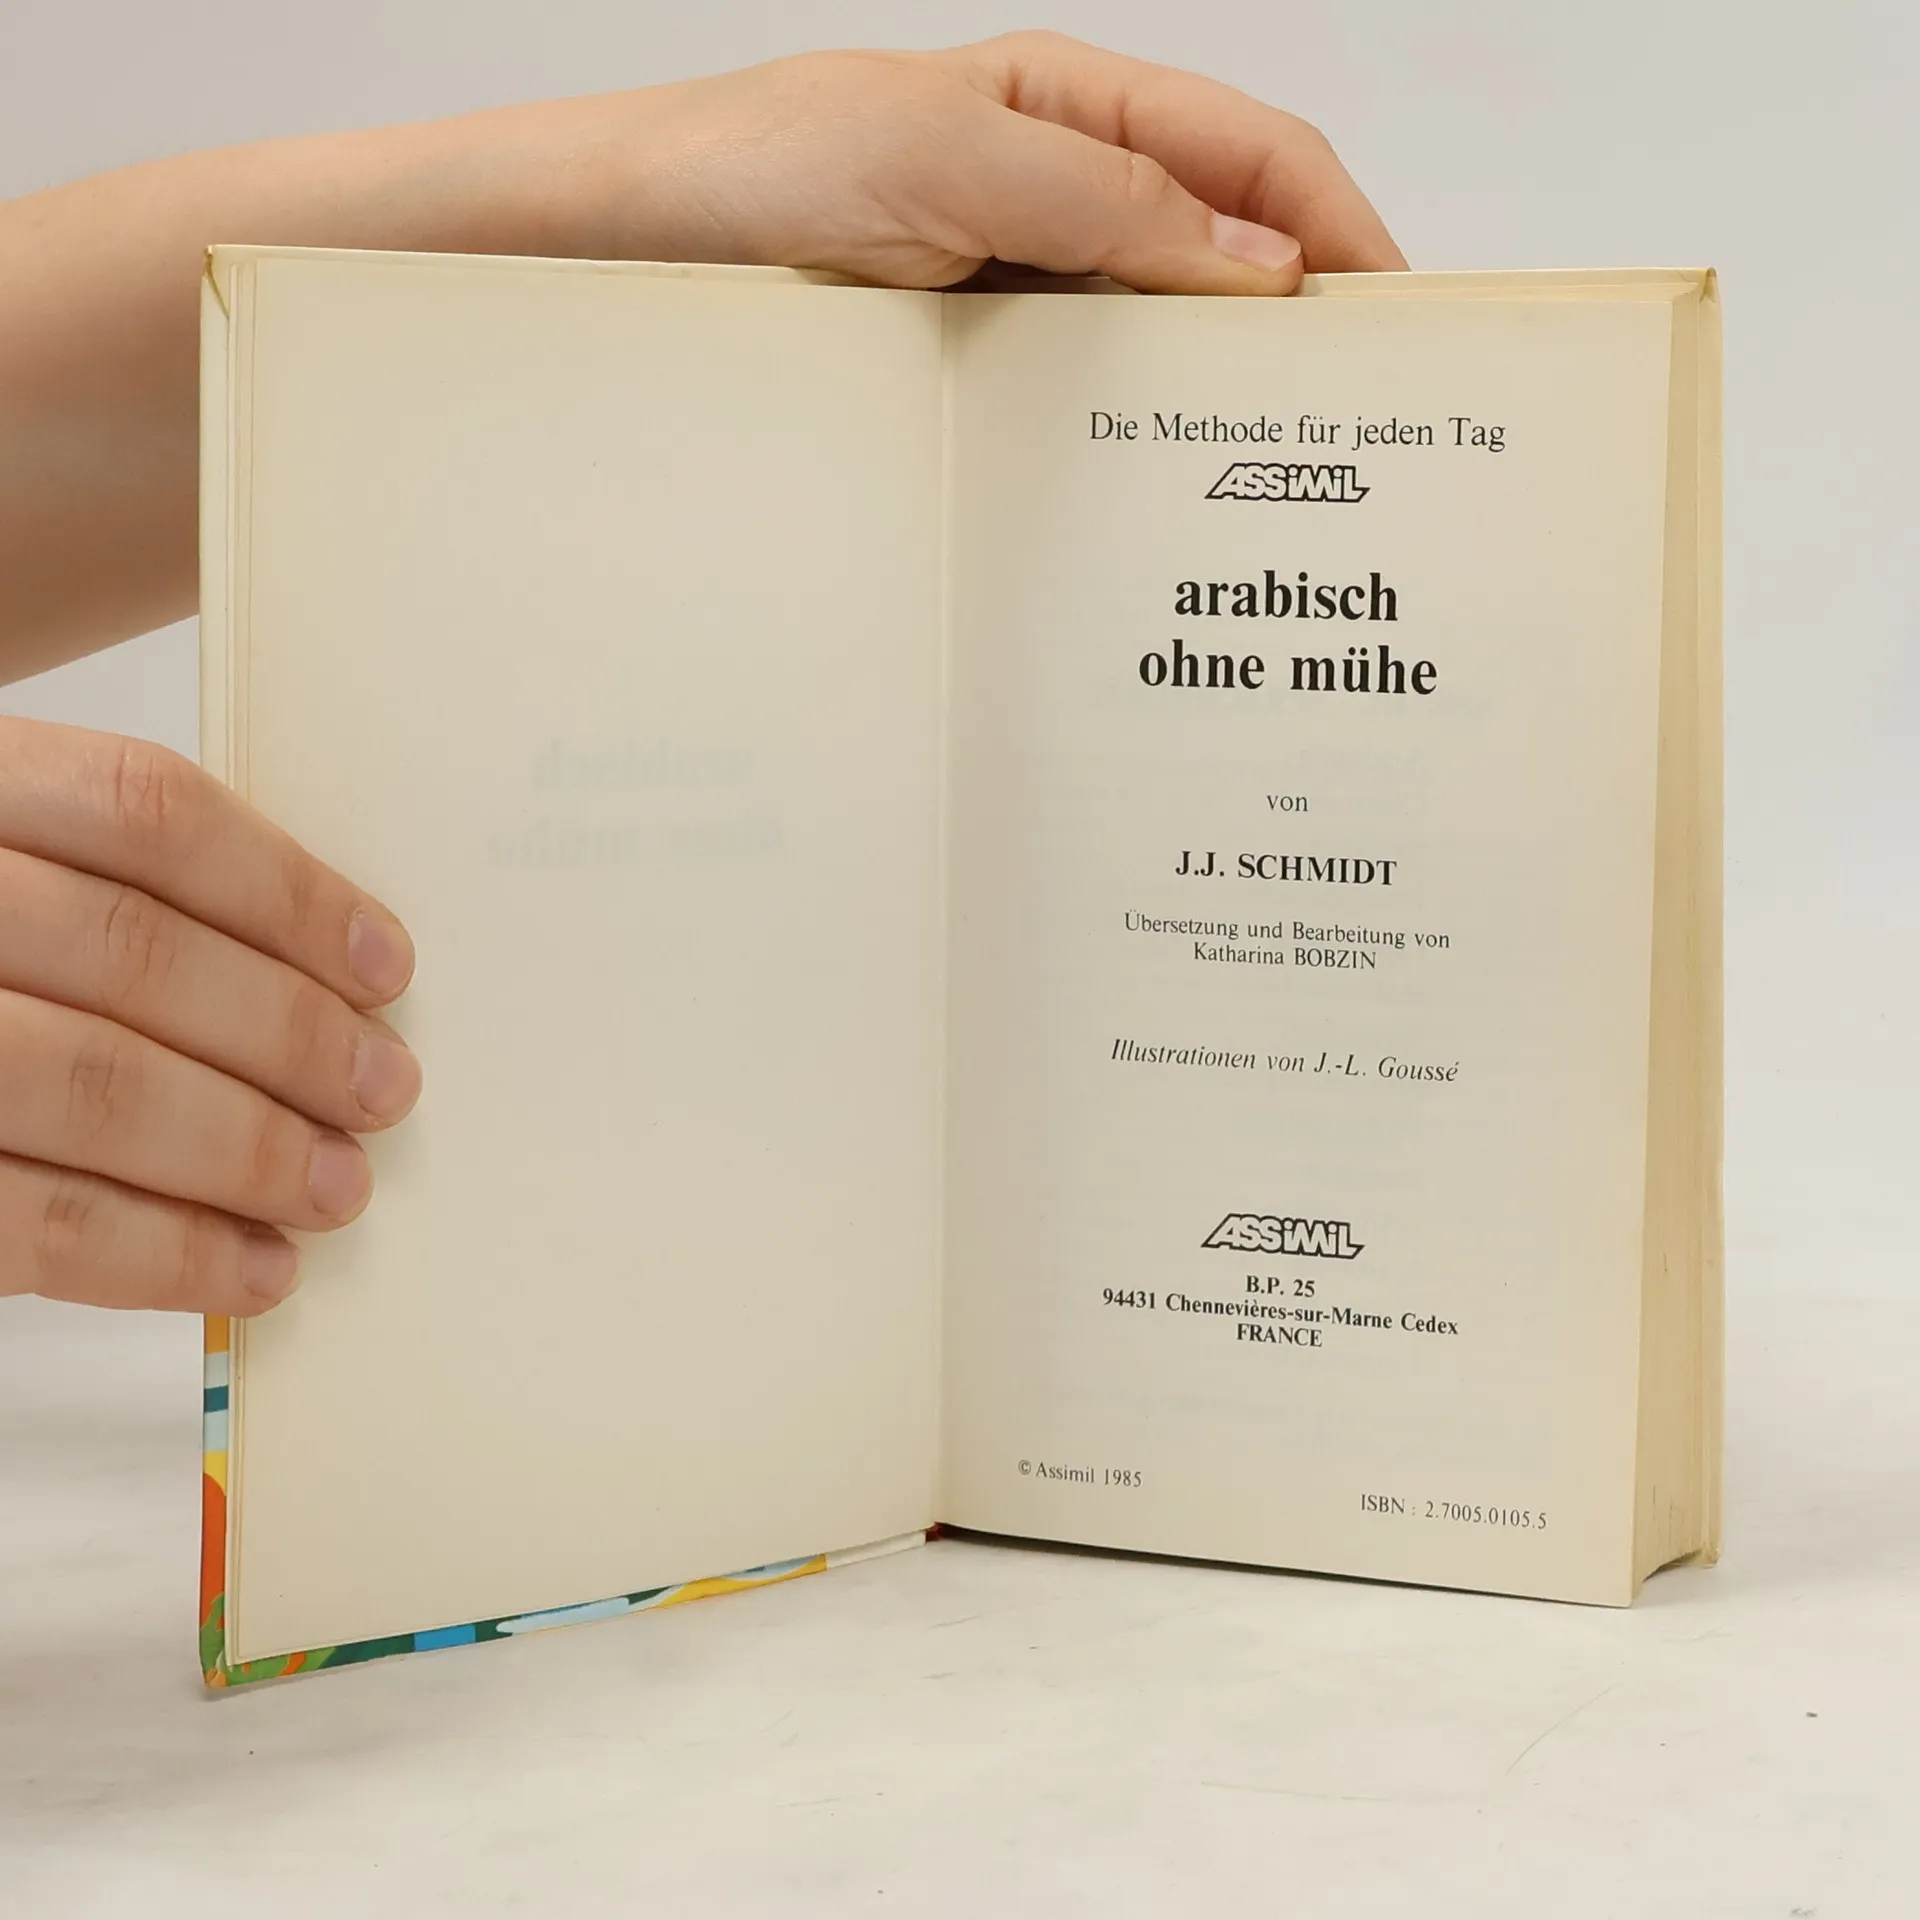 Die Methode für jeden Tag
ASSiMiL
arabisch
ohne mühe
von
J.J. SCHMIDT
Übersetzung und Bearbeitung von
Katharina BOBZIN
Illustrationen von J.-L. Goussé
ASSiMiL
B.P. 25
94431 Chennevières-sur-Marne Cedex
FRANCE
© Assimil 1985
ISBN : 2.7005.0105.5